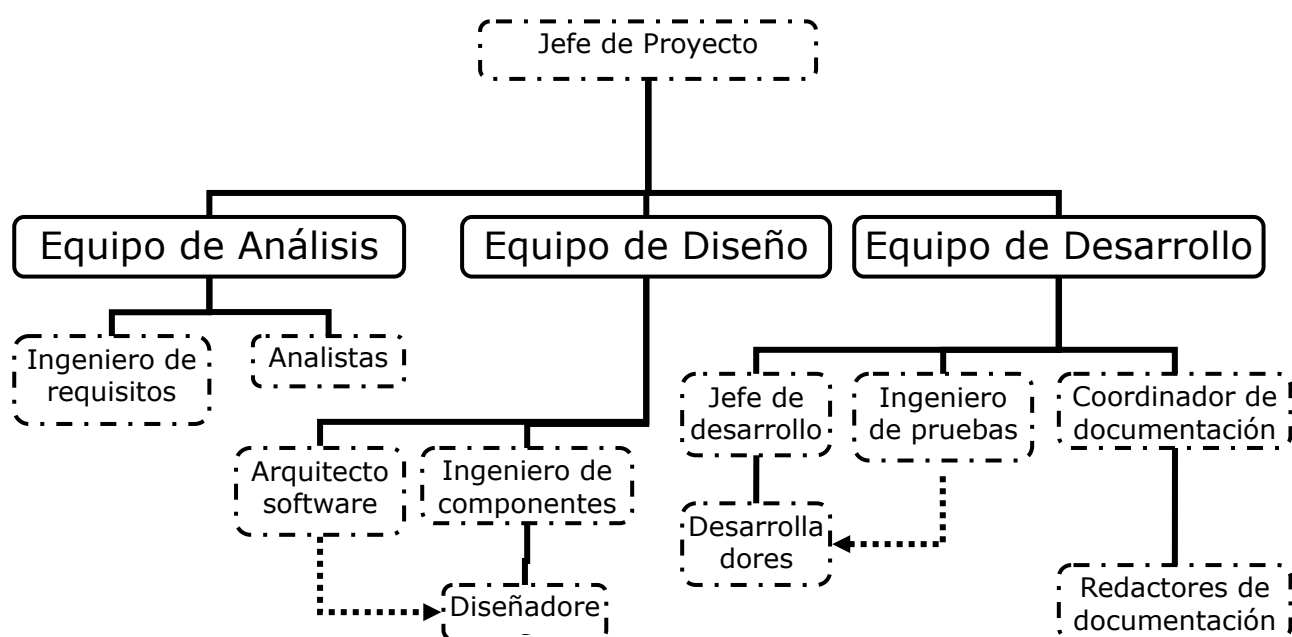 Jefe de Proyecto
Equipo de Análisis
Equipo de Diseño
Equipo de Desarrollo
Ingeniero de
requisitos
Analistas
Arquitecto
software
Ingeniero de
componentes
Diseñadore
Jefe de
desarrollo
Desarrolla
dores
Ingeniero
de pruebas
Coordinador de
documentación
Redactores de
documentación